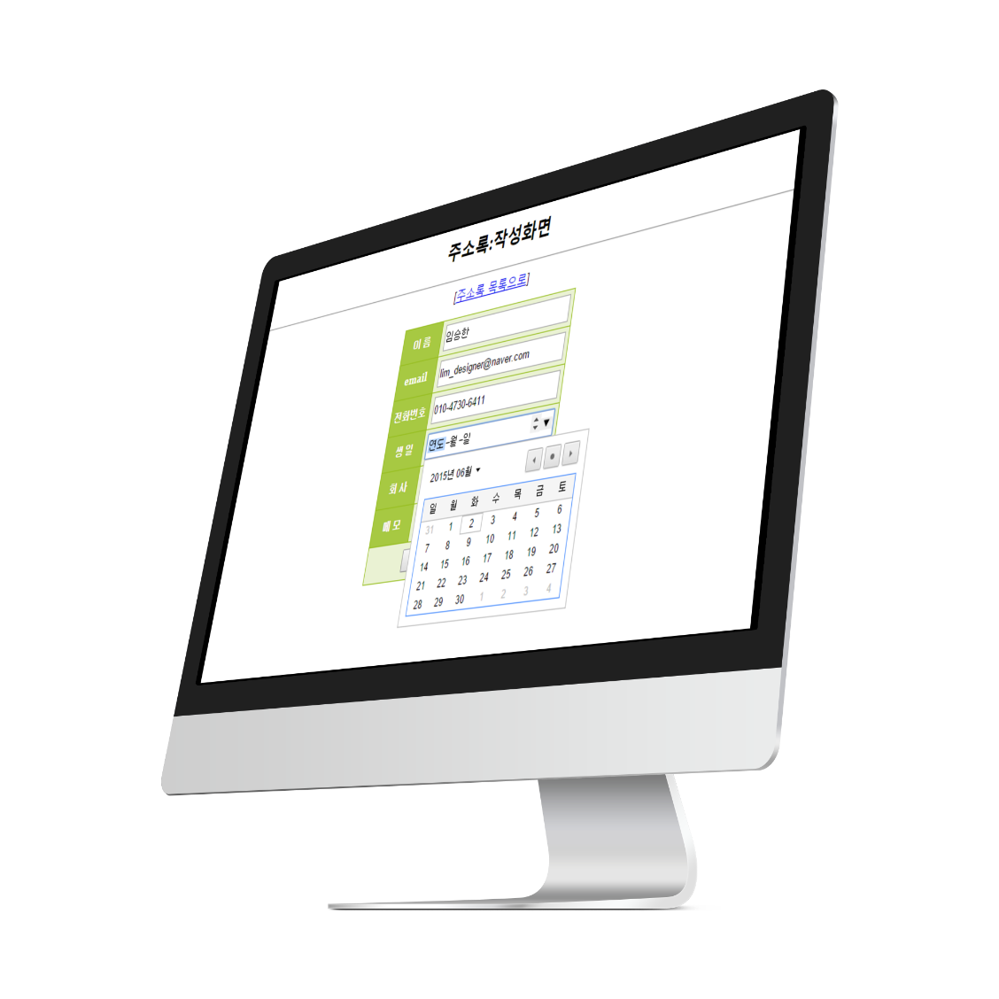 주소록:작성화면
[주소록 목록으로]
이 름 임승한
email lim_designer@naver.com
전화번호 010-4730-6411
생 일 연도-월-일
회 사
메 모
2015년 06월
일 월 화 수 목 금 토
31 1 2 3 4 5 6
7 8 9 10 11 12 13
14 15 16 17 18 19 20
21 22 23 24 25 26 27
28 29 30 1 2 3 4